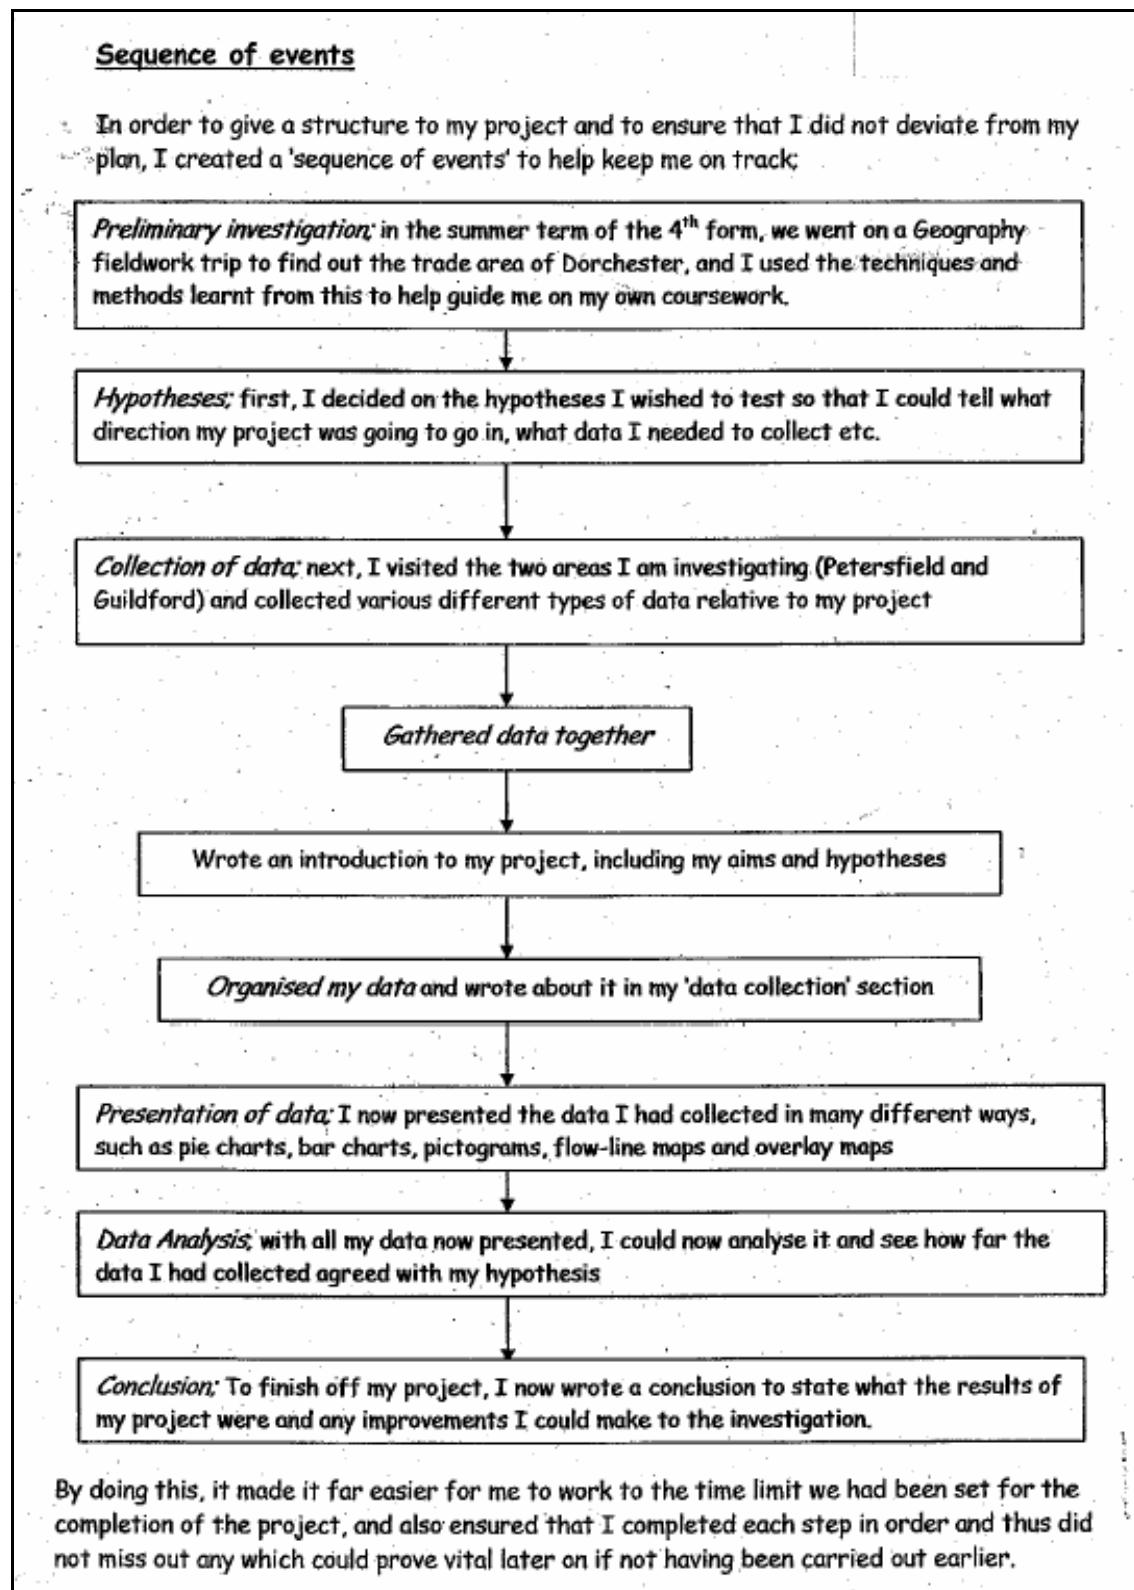 Sequence of events
In order to give a structure to my project and to ensure that I did not deviate from my
plan, I created a 'sequence of events' to help keep me on track;
Preliminary investigation; in the summer term of the 4th form, we went on a Geography
fieldwork trip to find out the trade area of Dorchester, and I used the techniques and
methods learnt from this to help guide me on my own coursework.
Hypotheses; first, I decided on the hypotheses I wished to test so that I could tell what
direction my project was going to go in, what data I needed to collect etc.
Collection of data; next, I visited the two areas I am investigating (Petersfield and
Guildford) and collected various different types of data relative to my project
Gathered data together
Wrote an introduction to my project, including my aims and hypotheses
Organised my data and wrote about it in my 'data collection' section
Presentation of data; I now presented the data I had collected in many different ways,
such as pie charts, bar charts, pictograms, flow-line maps and overlay maps
Data Analysis; with all my data now presented, I could now analyse it and see how far the
data I had collected agreed with my hypothesis
Conclusion; To finish off my project, I now wrote a conclusion to state what the results of
my project were and any improvements I could make to the investigation.
By doing this, it made it far easier for me to work to the time limit we had been set for the
completion of the project, and also ensured that I completed each step in order and thus did
not miss out any which could prove vital later on if not having been carried out earlier.